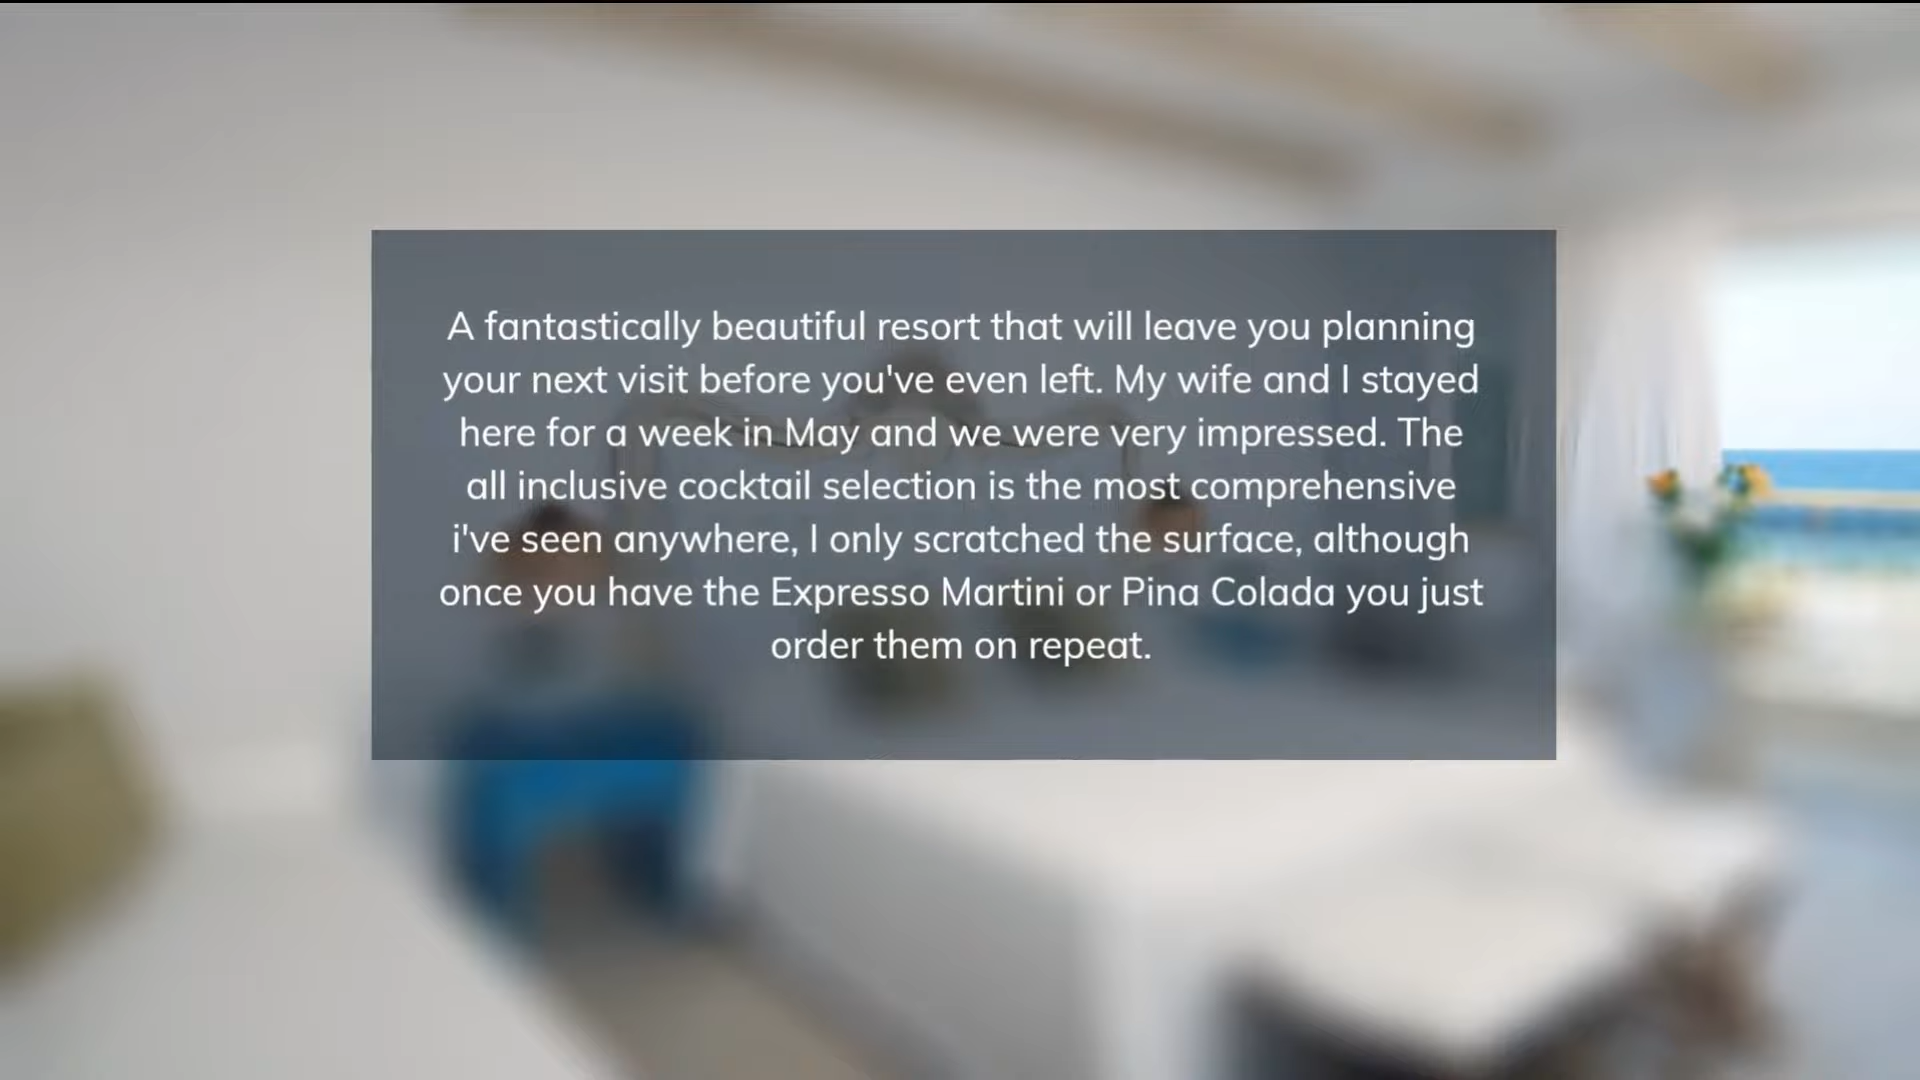 A fantastically beautiful resort that will leave you planning
your next visit before you've even left. My wife and I stayed
here for a week in May and we were very impressed. The
all inclusive cocktail selection is the most comprehensive
i've seen anywhere, I only scratched the surface, although
once you have the Expresso Martini or Pina Colada you just
order them on repeat.